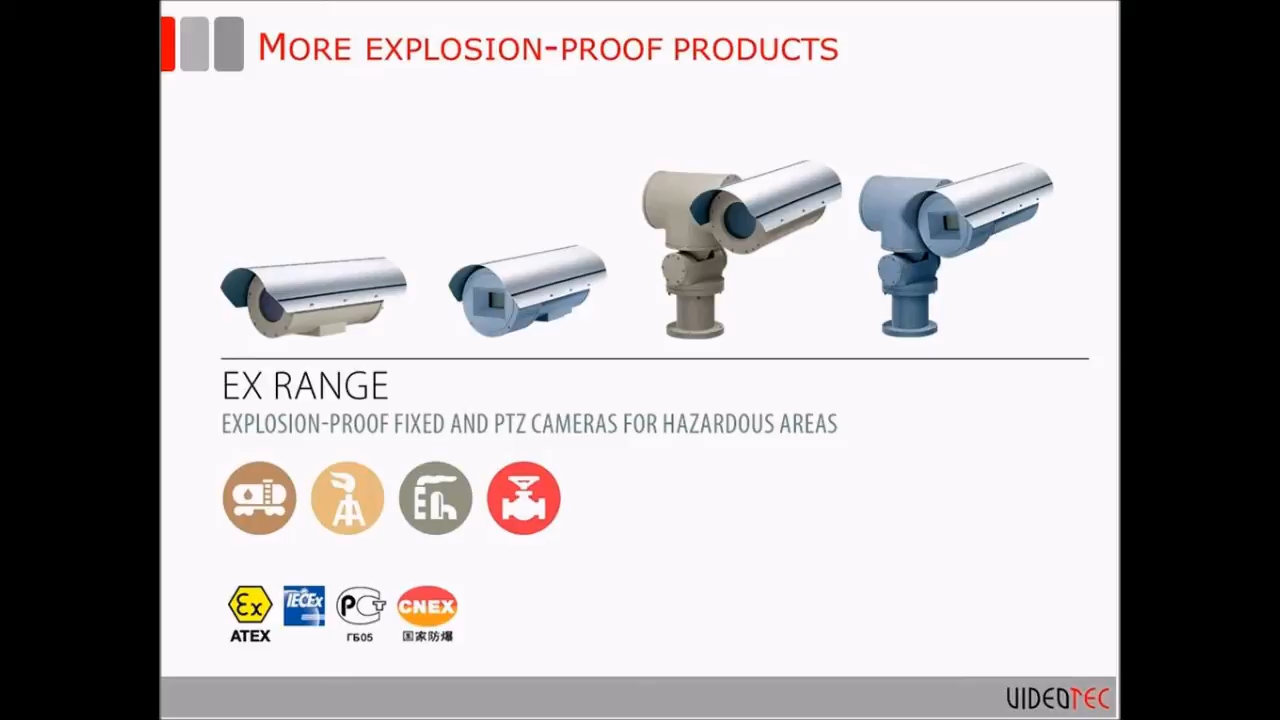 MORE EXPLOSION-PROOF PRODUCTS
EX RANGE
EXPLOSION-PROOF FIXED AND PTZ CAMERAS FOR HAZARDOUS AREAS
Ex IECEx РСТ CNEX
ATEX ГБ05 国家防爆
VIDEOTEC